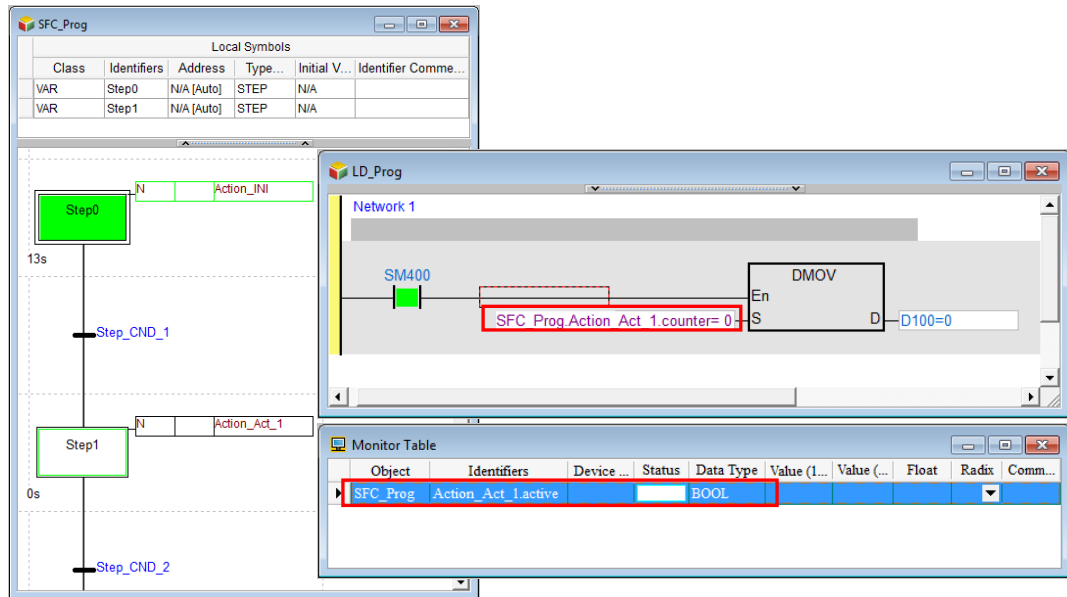 SFC_Prog
Local Symbols
Class Identifiers Address Type... Initial V... Identifier Comme...
VAR Step0 N/A [Auto] STEP N/A
VAR Step1 N/A [Auto] STEP N/A
N Action_INI
Step0
13s
Step_CND_1
N Action_Act_1
Step1
0s
Step_CND_2
LD_Prog
Network 1
SM400
DMOV
En
SFC_Prog.Action_Act_1.counter= 0 S D D100=0
Monitor Table
Object Identifiers Device ... Status Data Type Value (1... Value (... Float Radix Comm...
SFC_Prog Action_Act_1.active BOOL